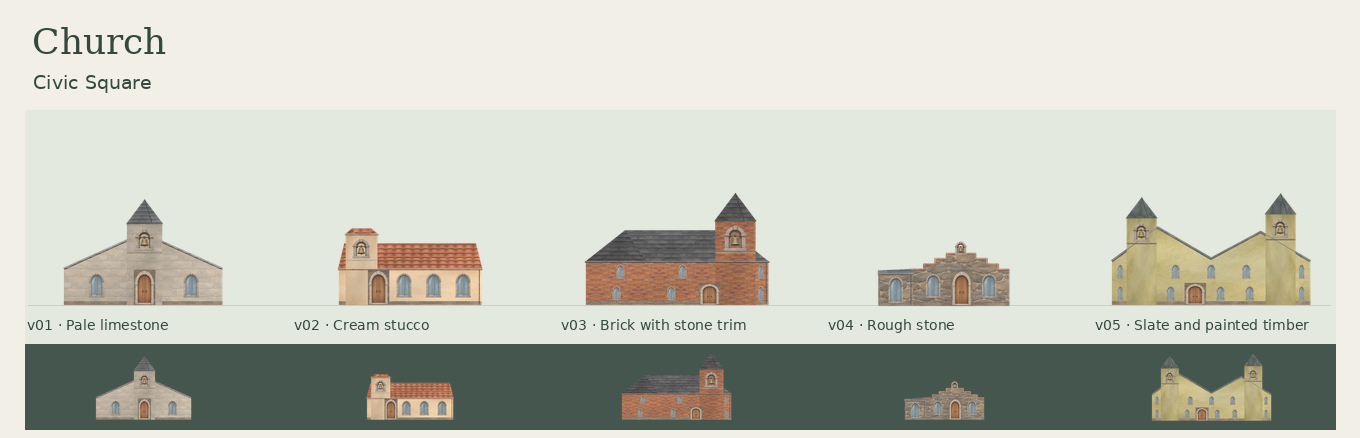 Church
Civic Square
v01 · Pale limestone
v02 · Cream stucco
v03 · Brick with stone trim
v04 · Rough stone
v05 · Slate and painted timber